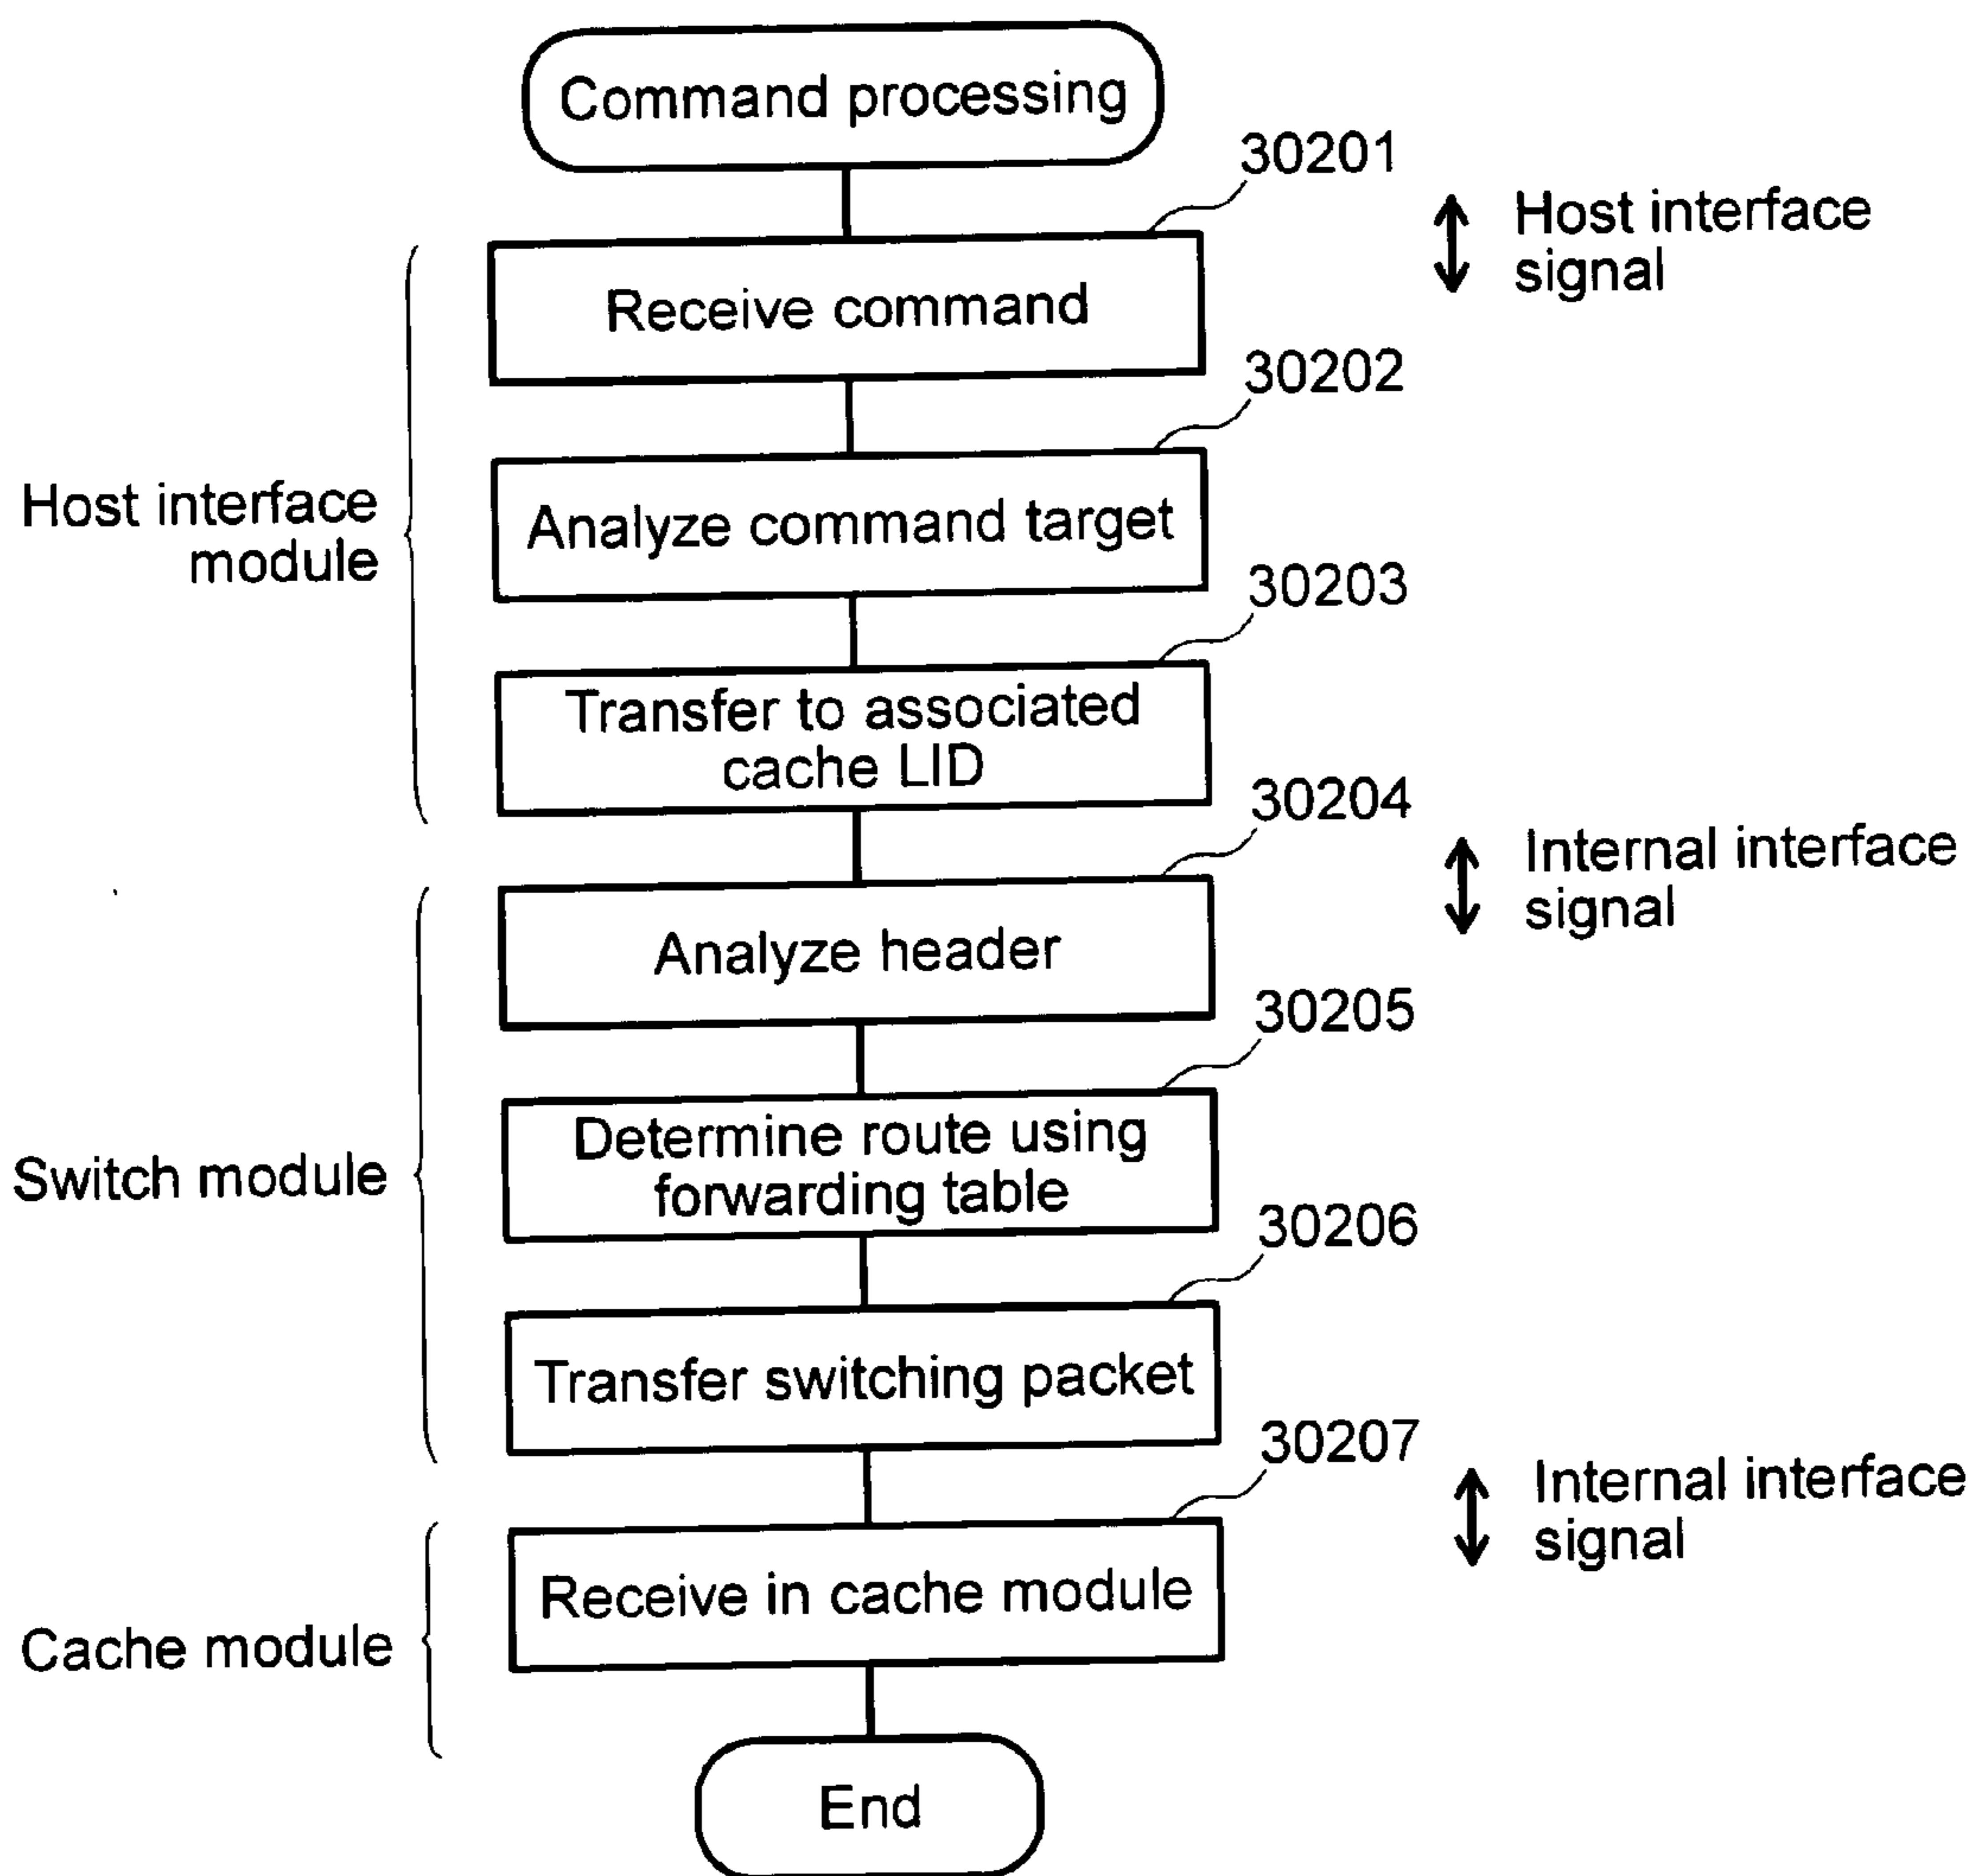 Command processing
30201
Host interface
signal
Receive command
30202
Host interface
module
Analyze command target
30203
Transfer to associated
cache LID
30204
Internal interface
signal
Analyze header
30205
Switch module
Determine route using
forwarding table
30206
Transfer switching packet
30207
Internal interface
signal
Receive in cache module
Cache module
End